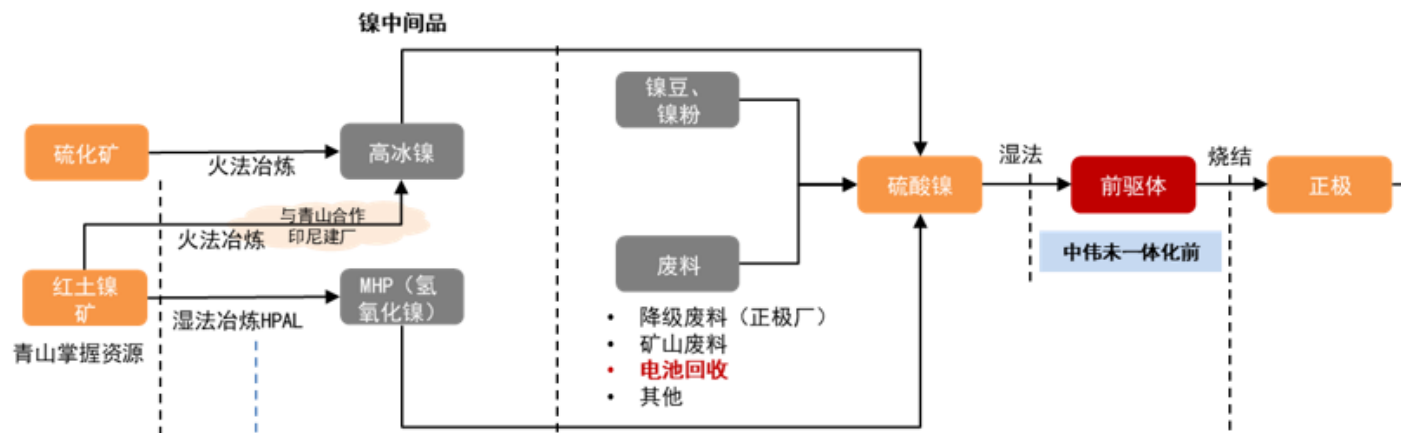 镍中间品
镍豆、
镍粉
硫化矿
火法冶炼
高冰镍
硫酸镍
湿法
前驱体
烧结
正极
与青山合作
印尼建厂
火法冶炼
中伟未一体化前
废料
红土镍
矿
湿法冶炼HPAL
MHP（氢
氧化镍）
青山掌握资源
• 降级废料（正极厂）
• 矿山废料
• 电池回收
• 其他